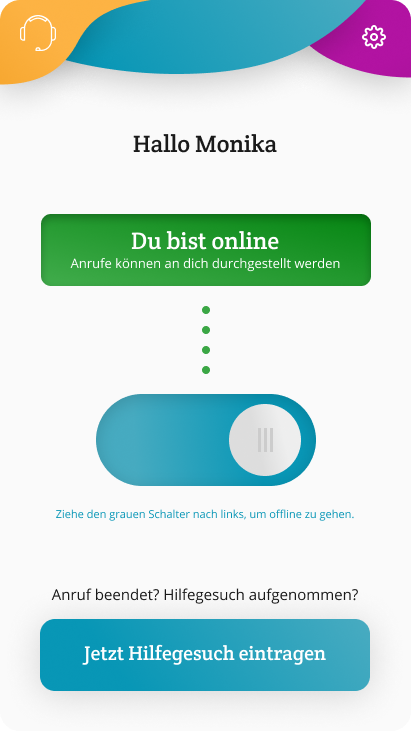 Hallo Monika
Du bist online
Anrufe können an dich durchgestellt werden
Ziehe den grauen Schalter nach links, um offline zu gehen.
Anruf beendet? Hilfegesuch aufgenommen?
Jetzt Hilfegesuch eintragen